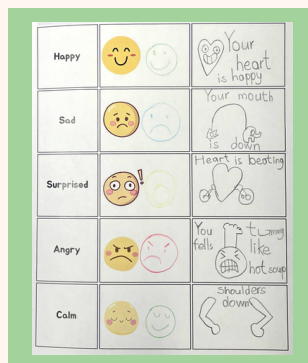 Happy
Your
heart
is happy
Sad
Your mouth
is down
Surprised
Heart is beating
Angry
You
fells
like
hot soup
Calm
Shoulders
down